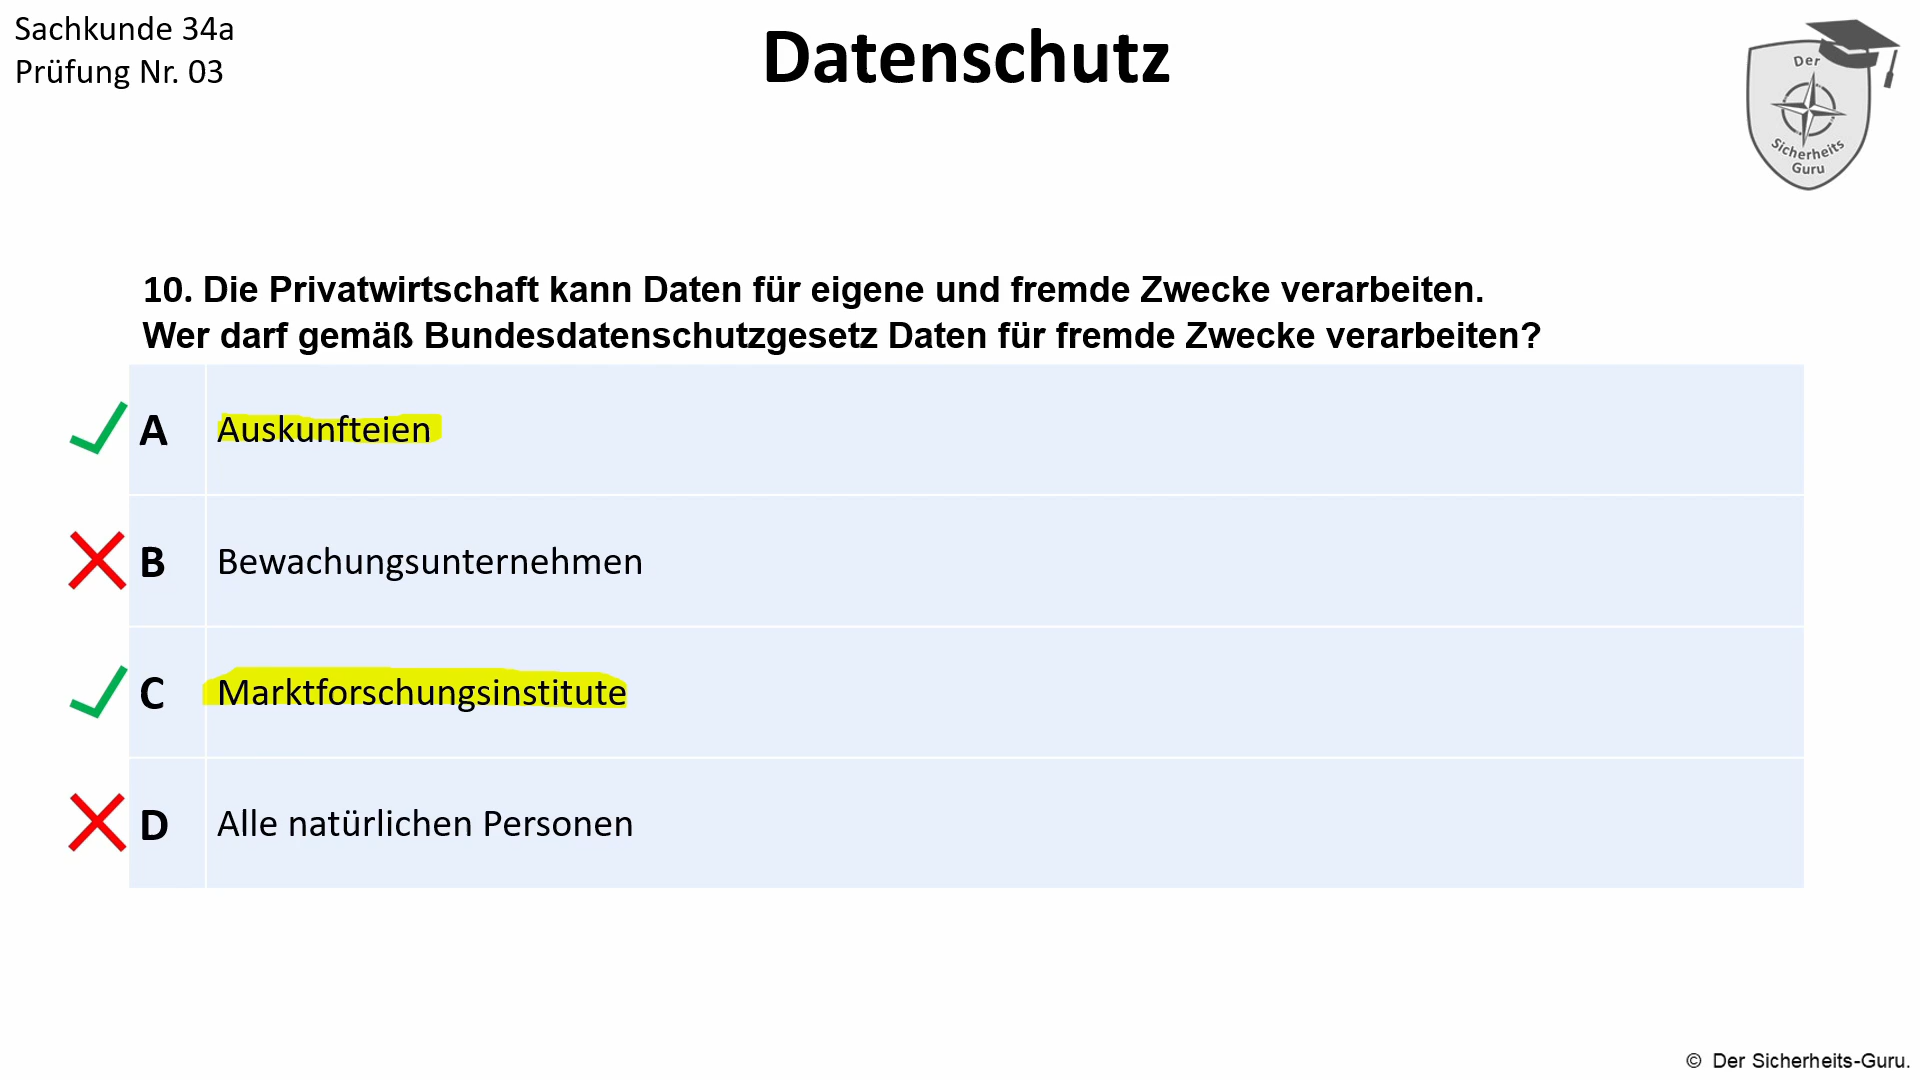 Sachkunde 34a
Prüfung Nr. 03
Datenschutz
Der
Sicherheits
Guru
10. Die Privatwirtschaft kann Daten für eigene und fremde Zwecke verarbeiten.
Wer darf gemäß Bundesdatenschutzgesetz Daten für fremde Zwecke verarbeiten?
A Auskunfteien
B Bewachungsunternehmen
C Marktforschungsinstitute
D Alle natürlichen Personen
© Der Sicherheits-Guru.